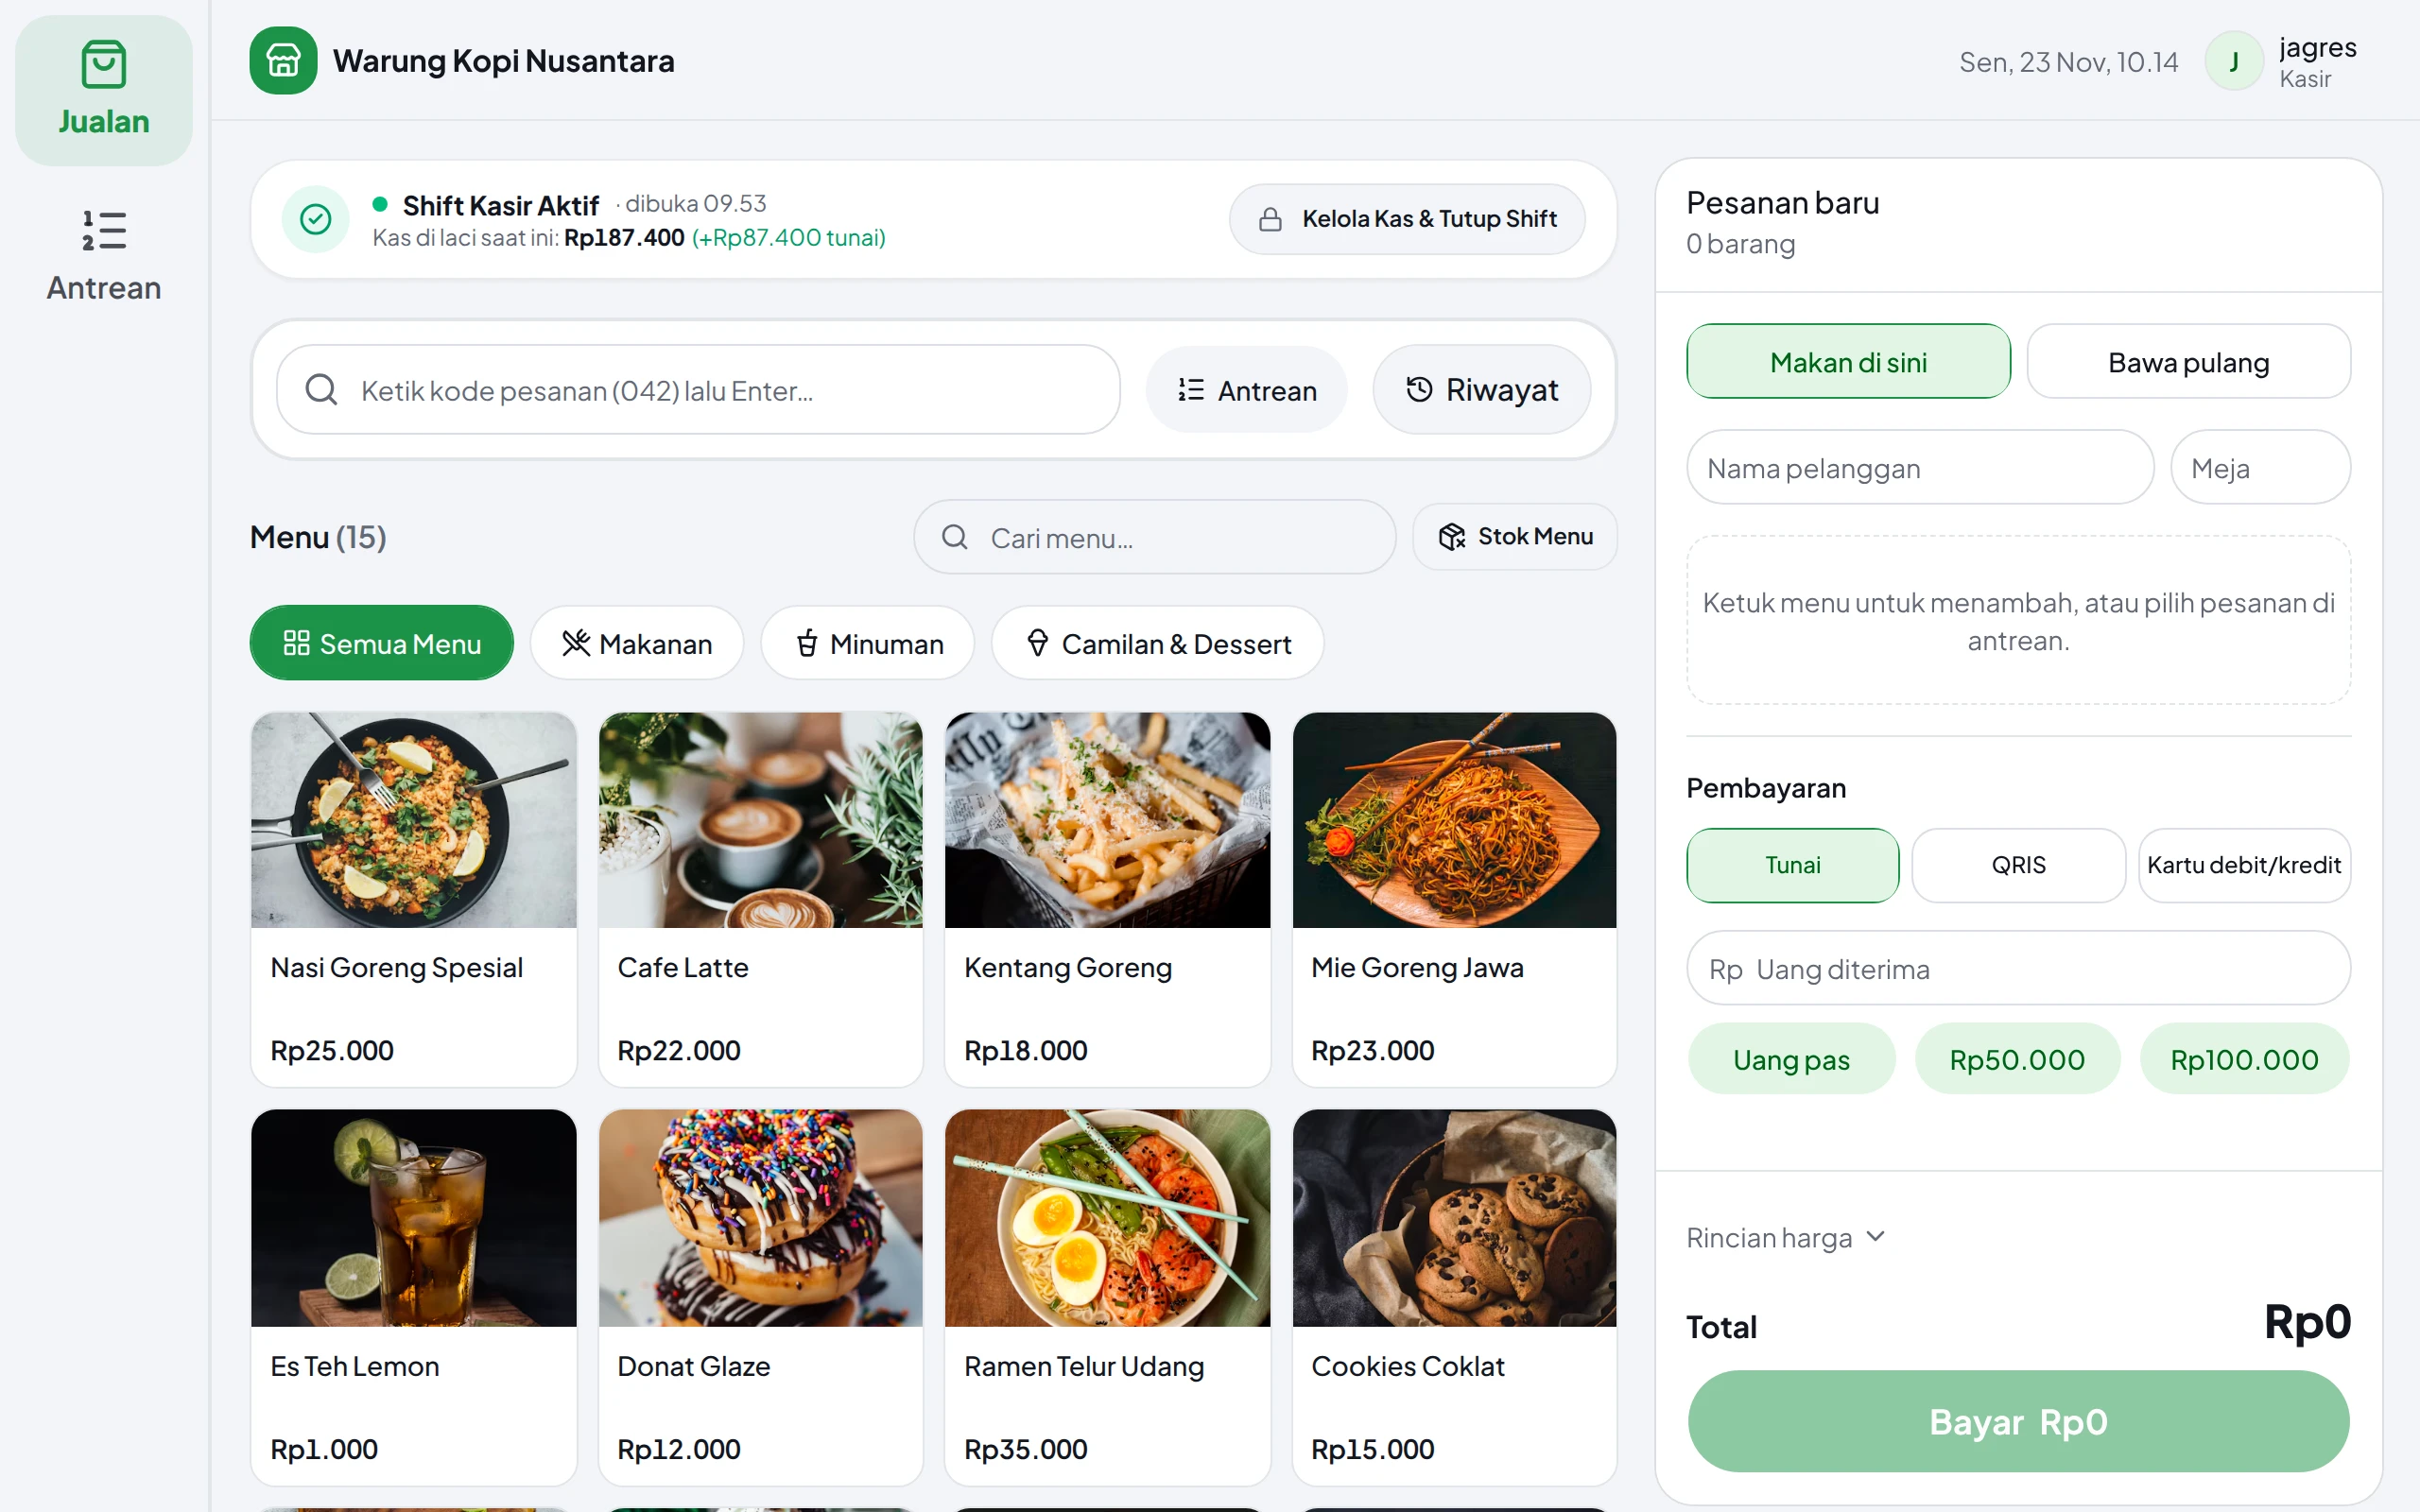 Jualan
Antrean
Warung Kopi Nusantara
Sen, 23 Nov, 10.14
J
jagres
Kasir
Shift Kasir Aktif · dibuka 09.53
Kas di laci saat ini: Rp187.400 (+Rp87.400 tunai)
Kelola Kas & Tutup Shift
Ketik kode pesanan (042) lalu Enter...
Antrean
Riwayat
Menu (15)
Cari menu...
Stok Menu
Semua Menu
Makanan
Minuman
Camilan & Dessert
Nasi Goreng Spesial
Rp25.000
Cafe Latte
Rp22.000
Kentang Goreng
Rp18.000
Mie Goreng Jawa
Rp23.000
Es Teh Lemon
Rp1.000
Donat Glaze
Rp12.000
Ramen Telur Udang
Rp35.000
Cookies Coklat
Rp15.000
Pesanan baru
0 barang
Makan di sini
Bawa pulang
Nama pelanggan
Meja
Ketuk menu untuk menambah, atau pilih pesanan di
antrean.
Pembayaran
Tunai
QRIS
Kartu debit/kredit
Rp Uang diterima
Uang pas
Rp50.000
Rp100.000
Rincian harga
Total
Rp0
Bayar Rp0